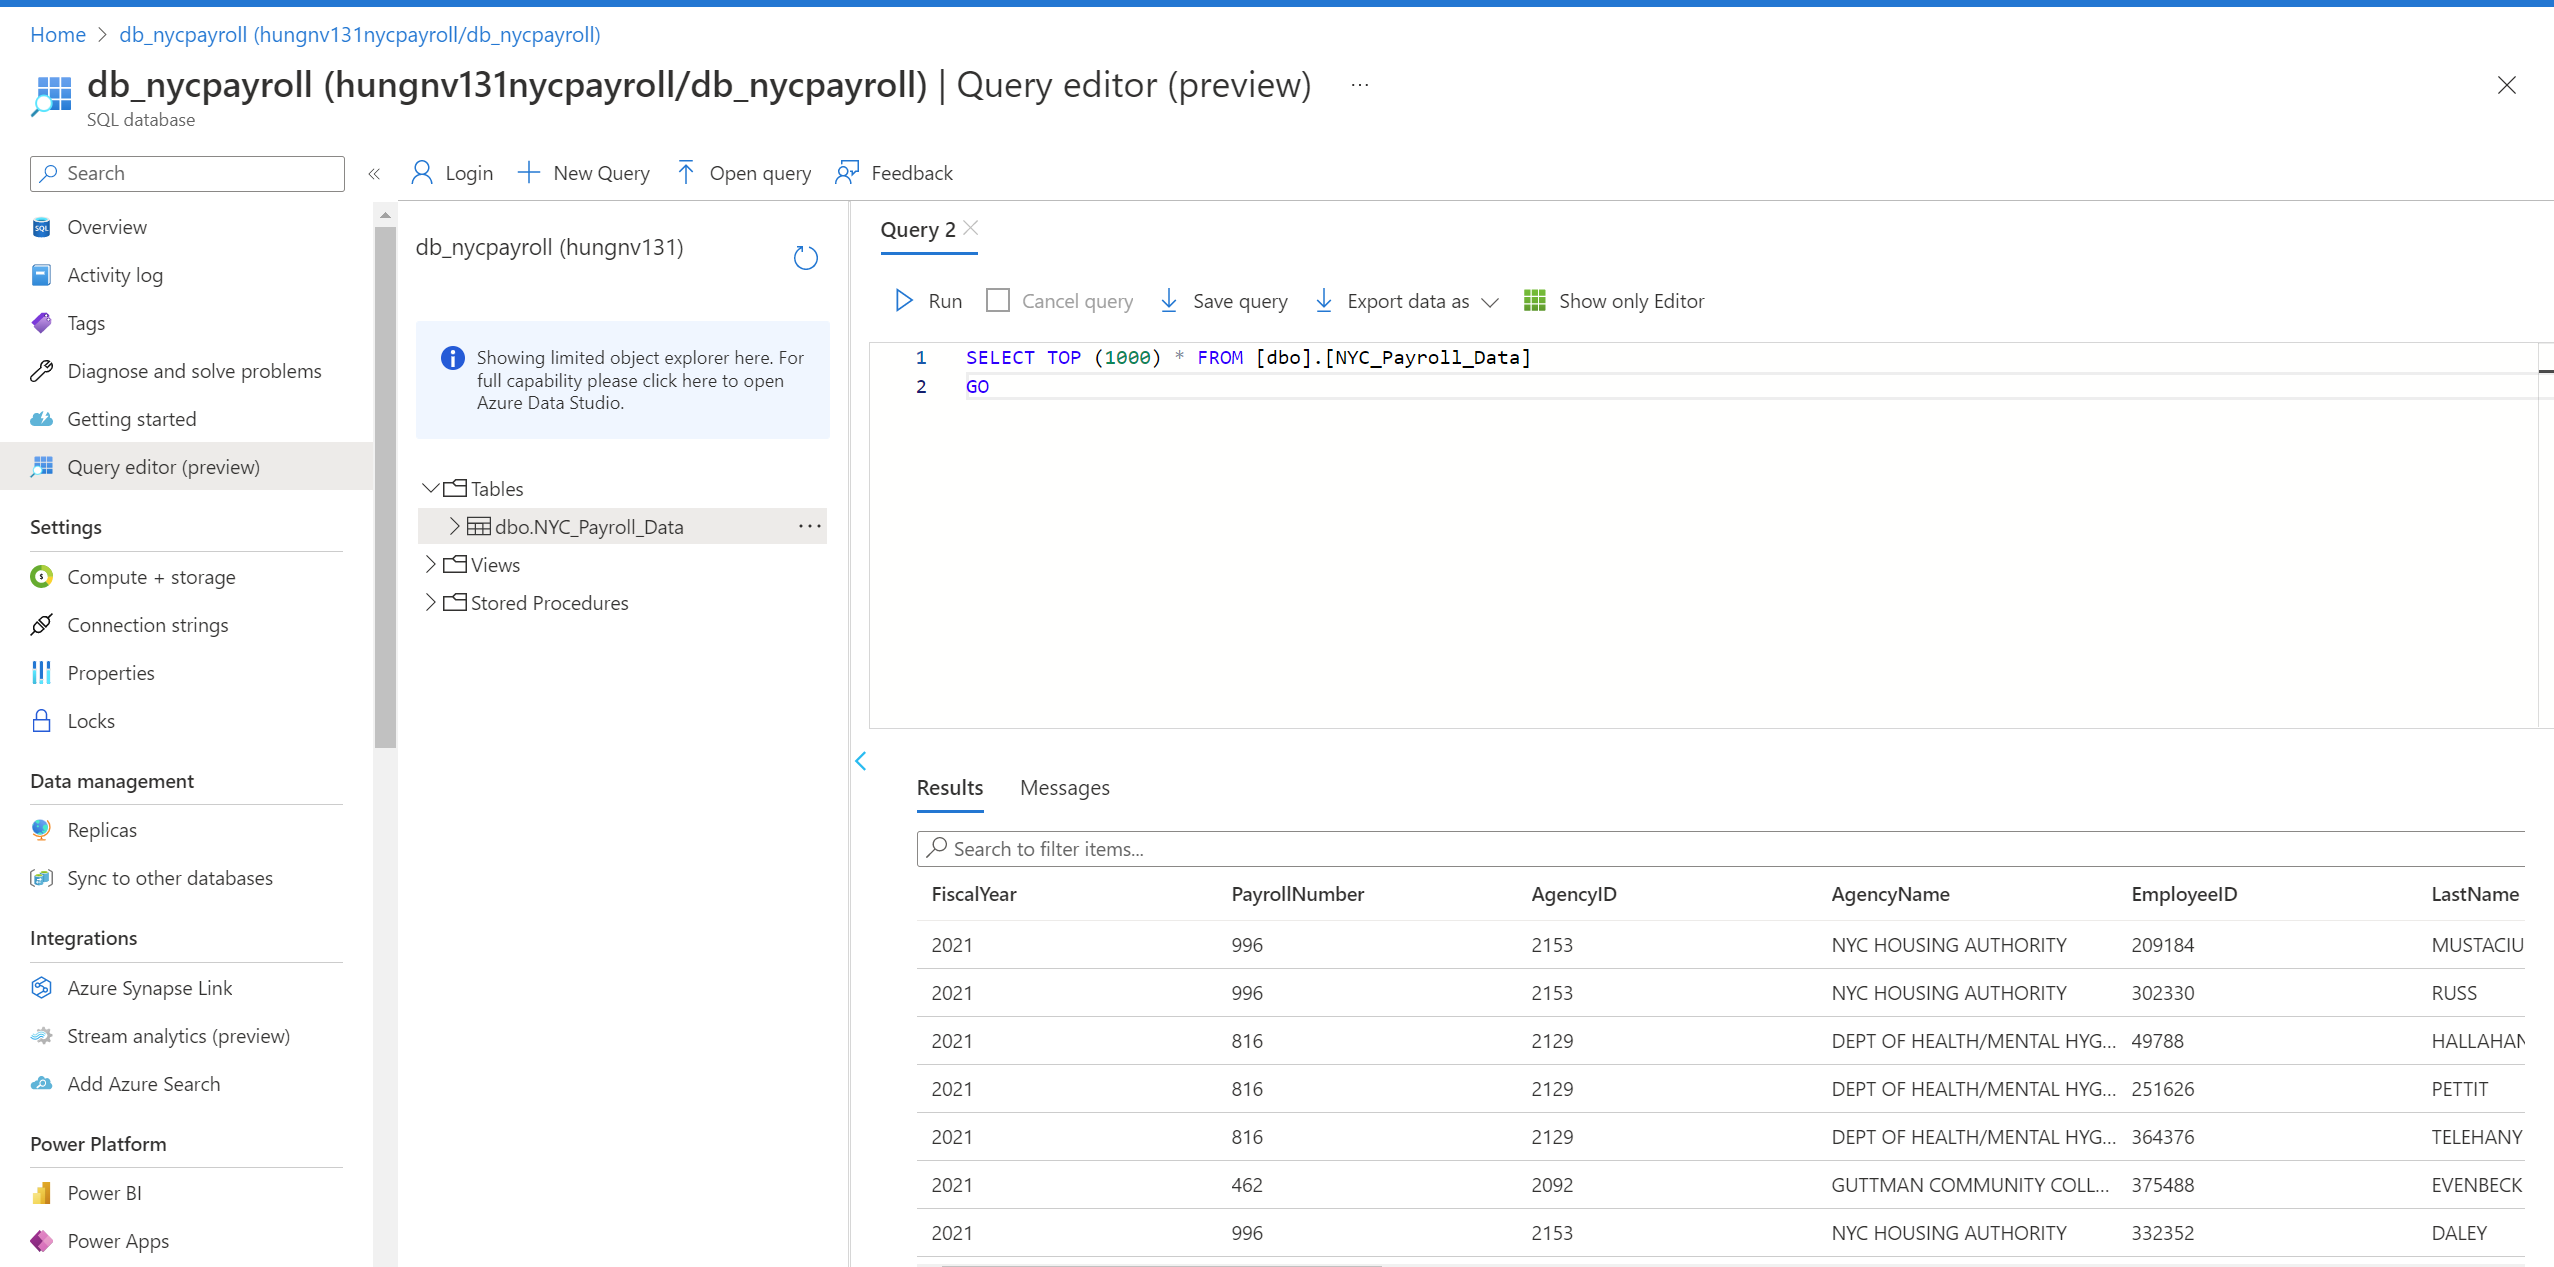 Home > db_nycpayroll (hungnv131nycpayroll/db_nycpayroll)
db_nycpayroll (hungnv131nycpayroll/db_nycpayroll) | Query editor (preview) ...
SQL database
Search
«
Login
New Query
Open query
Feedback
Overview
Activity log
Tags
Diagnose and solve problems
Getting started
Query editor (preview)
Settings
Compute + storage
Connection strings
Properties
Locks
Data management
Replicas
Sync to other databases
Integrations
Azure Synapse Link
Stream analytics (preview)
Add Azure Search
Power Platform
Power BI
Power Apps
db_nycpayroll (hungnv131)
Showing limited object explorer here. For
full capability please click here to open
Azure Data Studio.
Tables
dbo.NYC_Payroll_Data ...
Views
Stored Procedures
Query 2
Run
Cancel query
Save query
Export data as
Show only Editor
1 SELECT TOP (1000) * FROM [dbo].[NYC_Payroll_Data]
2 GO
Results Messages
Search to filter items...
FiscalYear PayrollNumber AgencyID AgencyName EmployeeID LastName
2021 996 2153 NYC HOUSING AUTHORITY 209184 MUSTACIU
2021 996 2153 NYC HOUSING AUTHORITY 302330 RUSS
2021 816 2129 DEPT OF HEALTH/MENTAL HYG... 49788 HALLAHAN
2021 816 2129 DEPT OF HEALTH/MENTAL HYG... 251626 PETTIT
2021 816 2129 DEPT OF HEALTH/MENTAL HYG... 364376 TELEHANY
2021 462 2092 GUTTMAN COMMUNITY COLL... 375488 EVENBECK
2021 996 2153 NYC HOUSING AUTHORITY 332352 DALEY